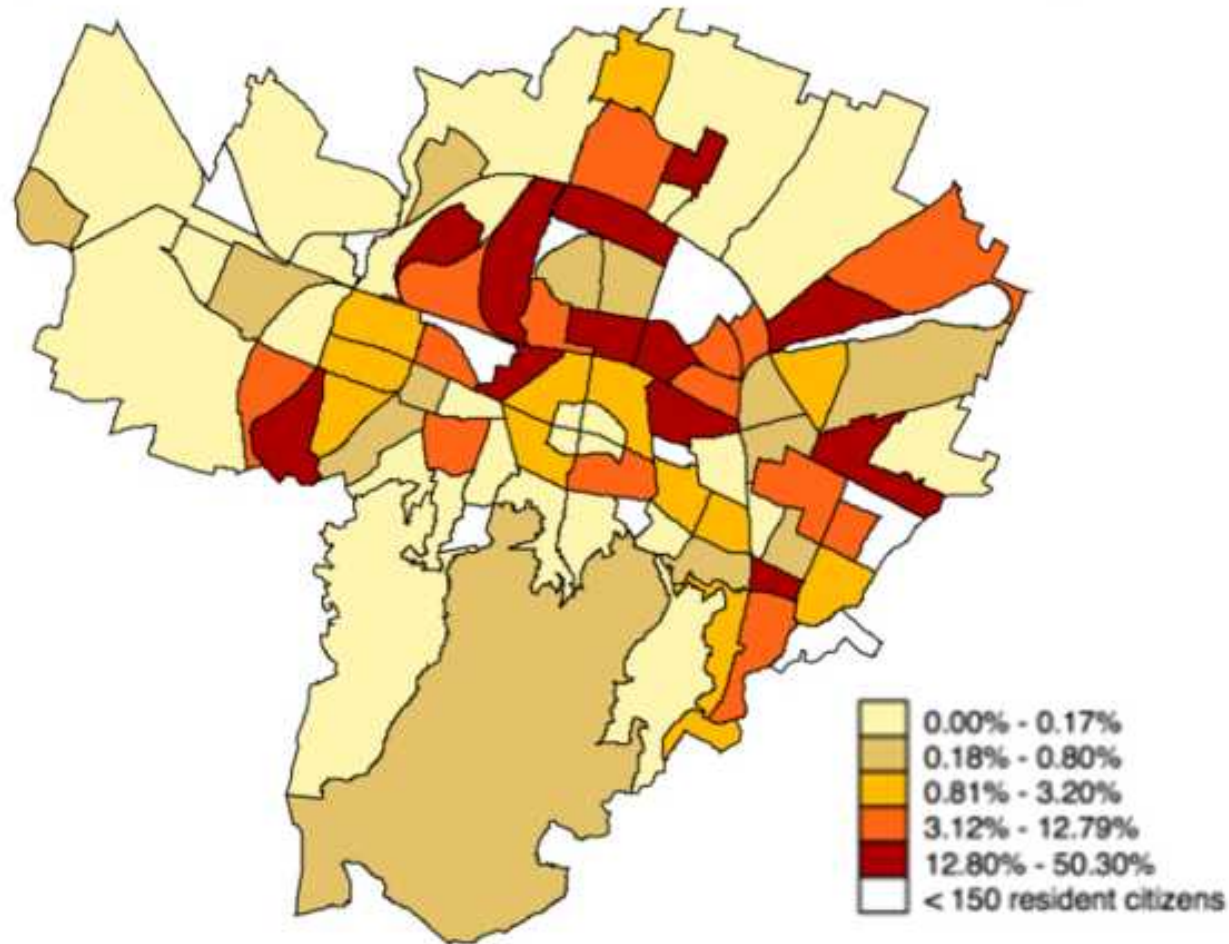 0.00% - 0.17%
0.18% - 0.80%
0.81% - 3.20%
3.12% - 12.79%
12.80% - 50.30%
< 150 resident citizens